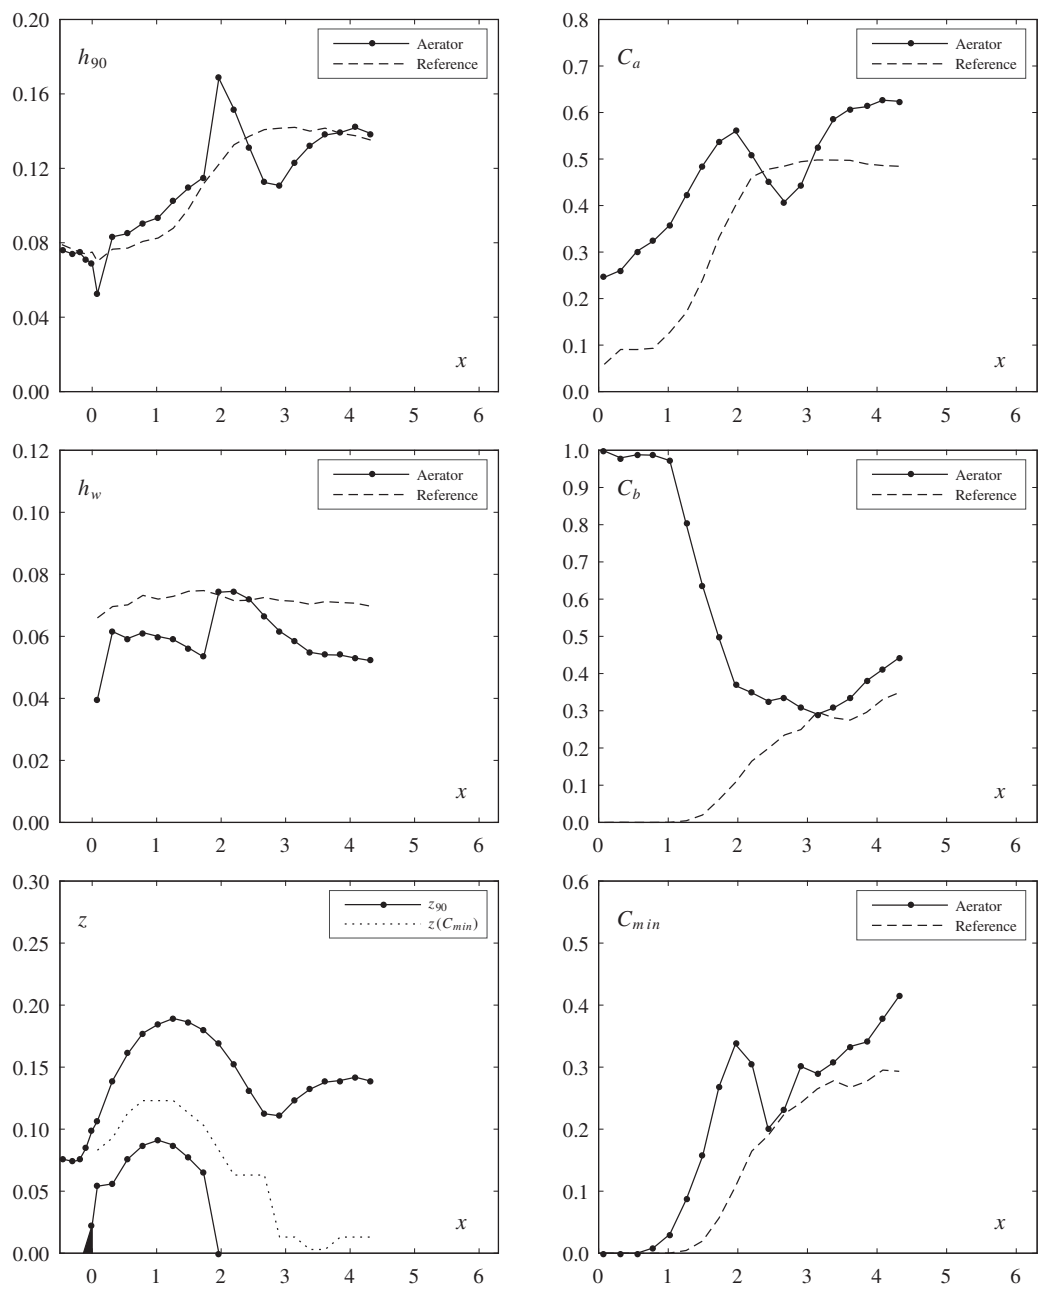 0.20
0.16
0.12
0.08
0.04
0.00
h90
Aerator
Reference
x
0 1 2 3 4 5 6
0.8
0.7
0.6
0.5
0.4
0.3
0.2
0.1
0.0
Ca
Aerator
Reference
x
0 1 2 3 4 5 6
0.12
0.10
0.08
0.06
0.04
0.02
0.00
hw
Aerator
Reference
x
0 1 2 3 4 5 6
1.0
0.9
0.8
0.7
0.6
0.5
0.4
0.3
0.2
0.1
0.0
Cb
Aerator
Reference
x
0 1 2 3 4 5 6
0.30
0.25
0.20
0.15
0.10
0.05
0.00
z
z90
z(Cmin)
x
0 1 2 3 4 5 6
0.6
0.5
0.4
0.3
0.2
0.1
0.0
Cmin
Aerator
Reference
x
0 1 2 3 4 5 6